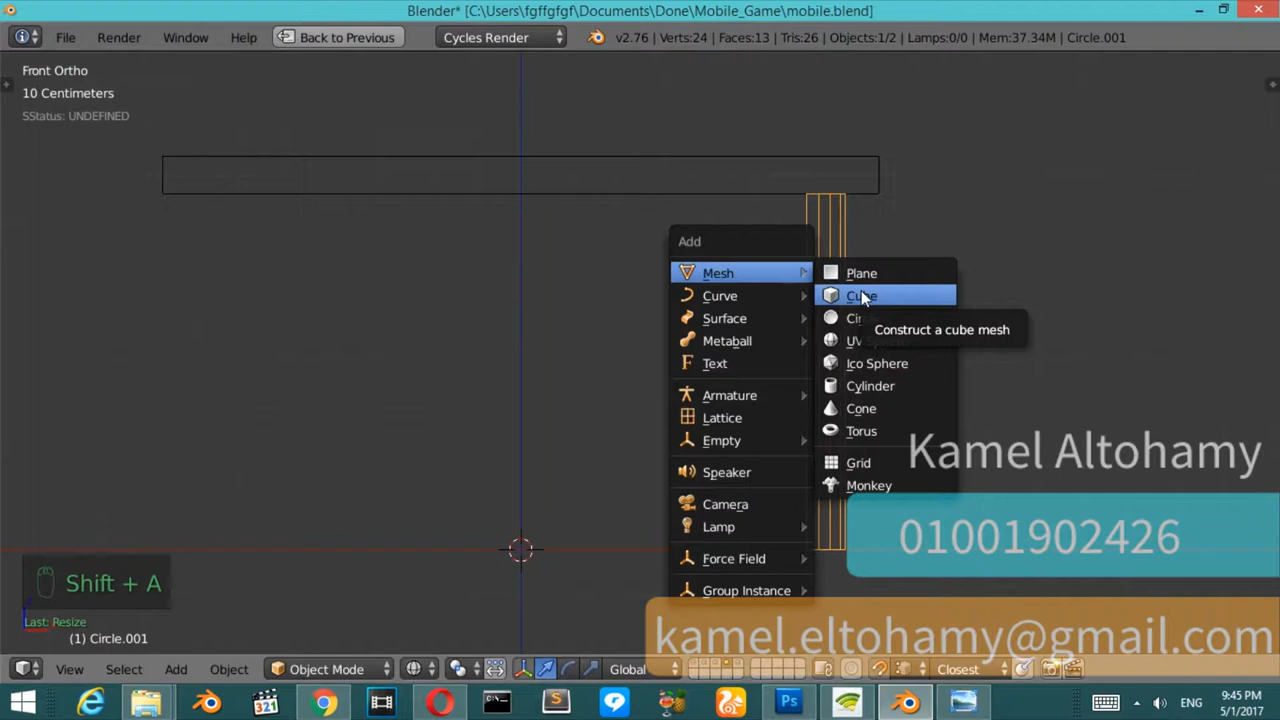 Blender* [C:\Users\fgffgfgf\Documents\Done\Mobile_Game\mobile.blend]
File Render Window Help Back to Previous Cycles Render v2.76 | Verts:24 | Faces:13 | Tris:26 | Objects:1/2 | Lamps:0/0 | Mem:37.34M | Circle.001
Front Ortho
10 Centimeters
SStatus: UNDEFINED
Add
Mesh
Curve
Surface
Metaball
Text
Armature
Lattice
Empty
Speaker
Camera
Lamp
Force Field
Group Instance
Plane
Construct a cube mesh
Ico Sphere
Cylinder
Cone
Torus
Grid
Monkey
Kamel Altohamy
01001902426
kamel.eltohamy@gmail.com
Shift + A
Last: Resize
(1) Circle.001
View Select Add Object Object Mode Global Closest
321
Ps
ENG
9:45 PM
5/1/2017